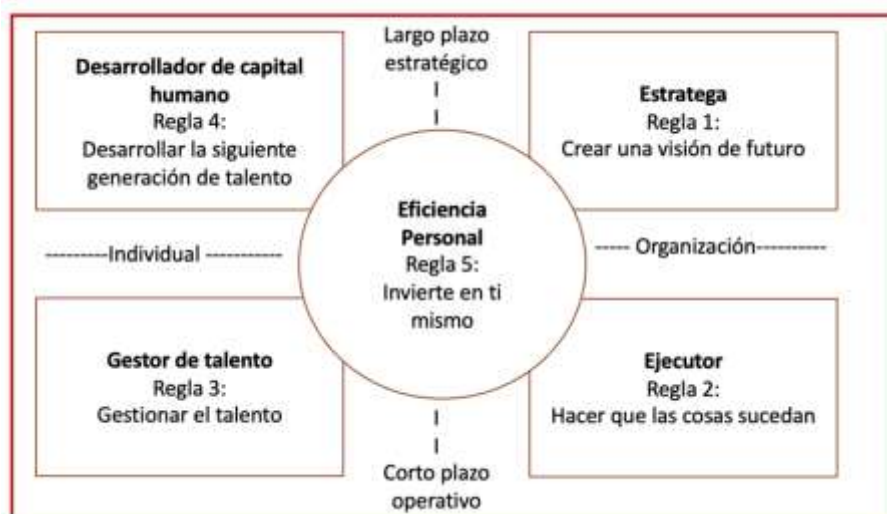 Largo plazo
estratégico
Desarrollador de capital
humano
Regla 4:
Desarrollar la siguiente
generación de talento
Estratega
Regla 1:
Crear una visión de futuro
---------Individual -----------
Eficiencia
Personal
Regla 5:
Invierte en ti
mismo
----- Organización----------
Gestor de talento
Regla 3:
Gestionar el talento
Ejecutor
Regla 2:
Hacer que las cosas sucedan
Corto plazo
operativo